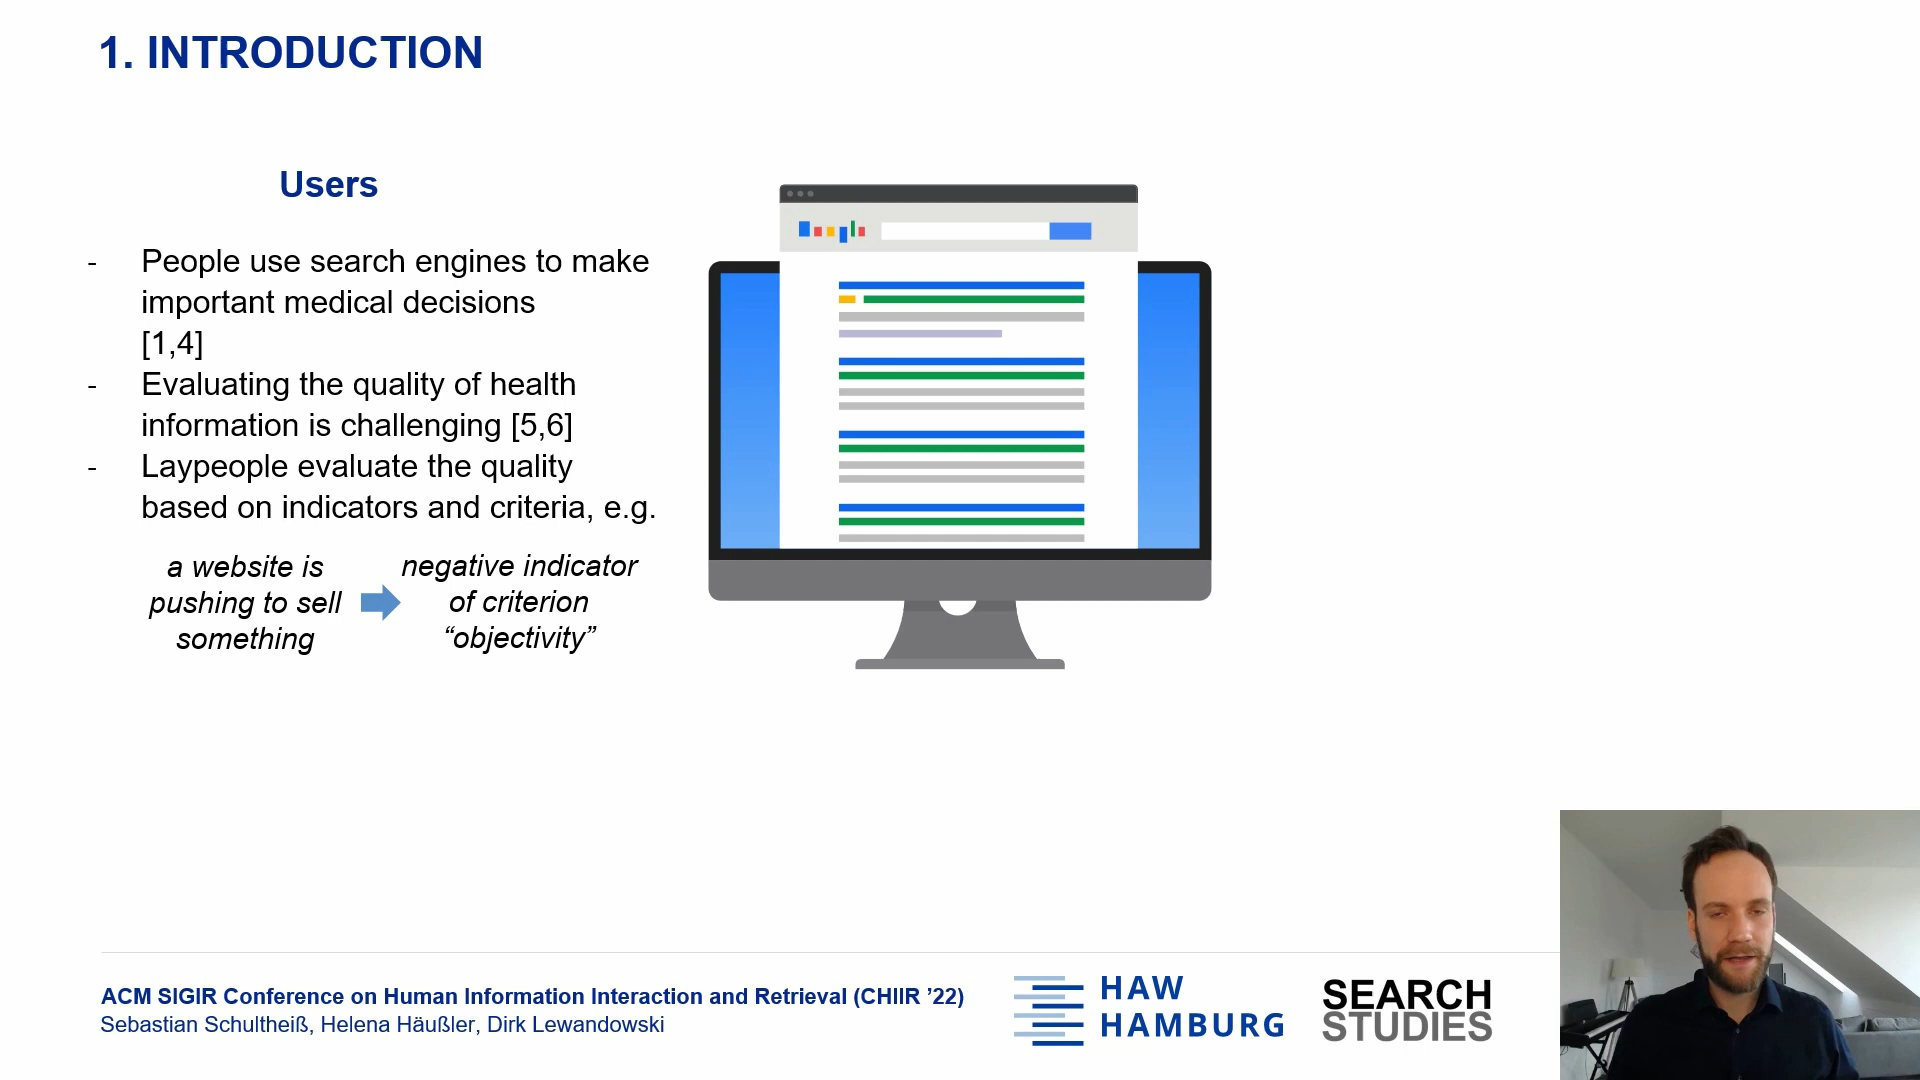 1. INTRODUCTION
Users
- People use search engines to make
important medical decisions
[1,4]
- Evaluating the quality of health
information is challenging [5,6]
- Laypeople evaluate the quality
based on indicators and criteria, e.g.
a website is
pushing to sell
something
negative indicator
of criterion
“objectivity”
ACM SIGIR Conference on Human Information Interaction and Retrieval (CHIIR ’22)
Sebastian Schultheiß, Helena Häußler, Dirk Lewandowski
HAW
HAMBURG
SEARCH
STUDIES